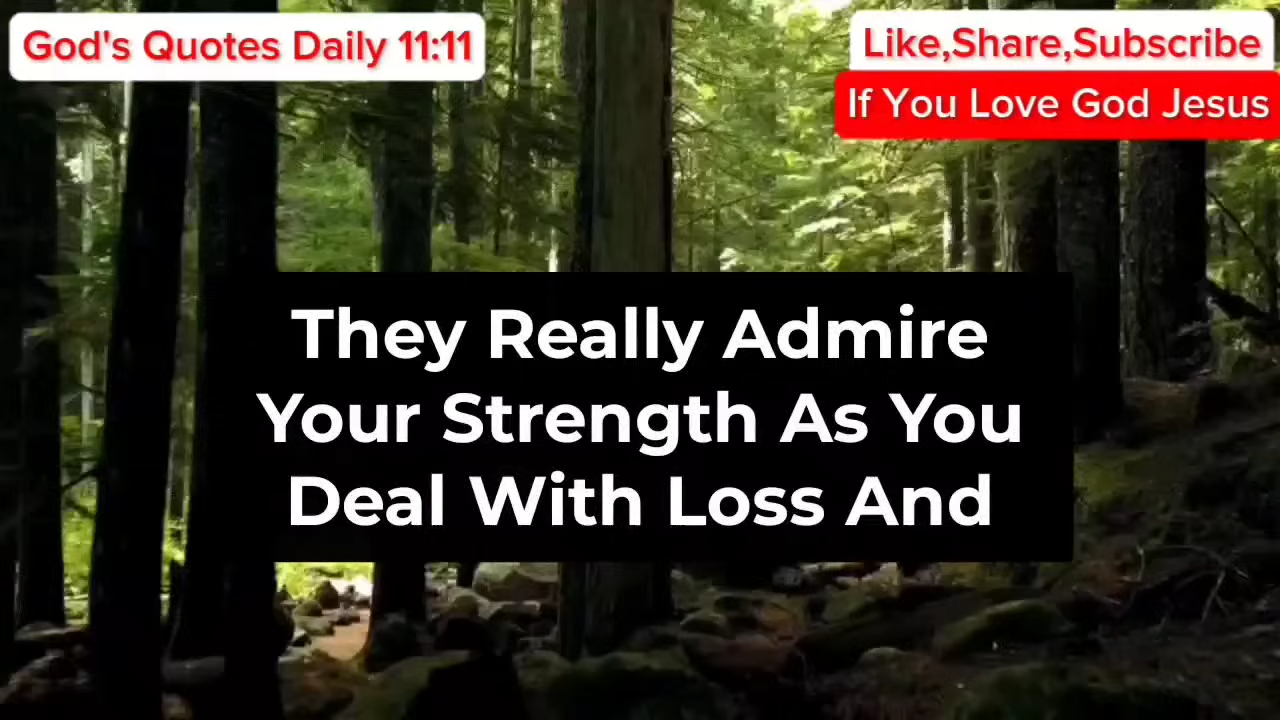 God's Quotes Daily 11:11
Like,Share,Subscribe
If You Love God Jesus
They Really Admire
Your Strength As You
Deal With Loss And